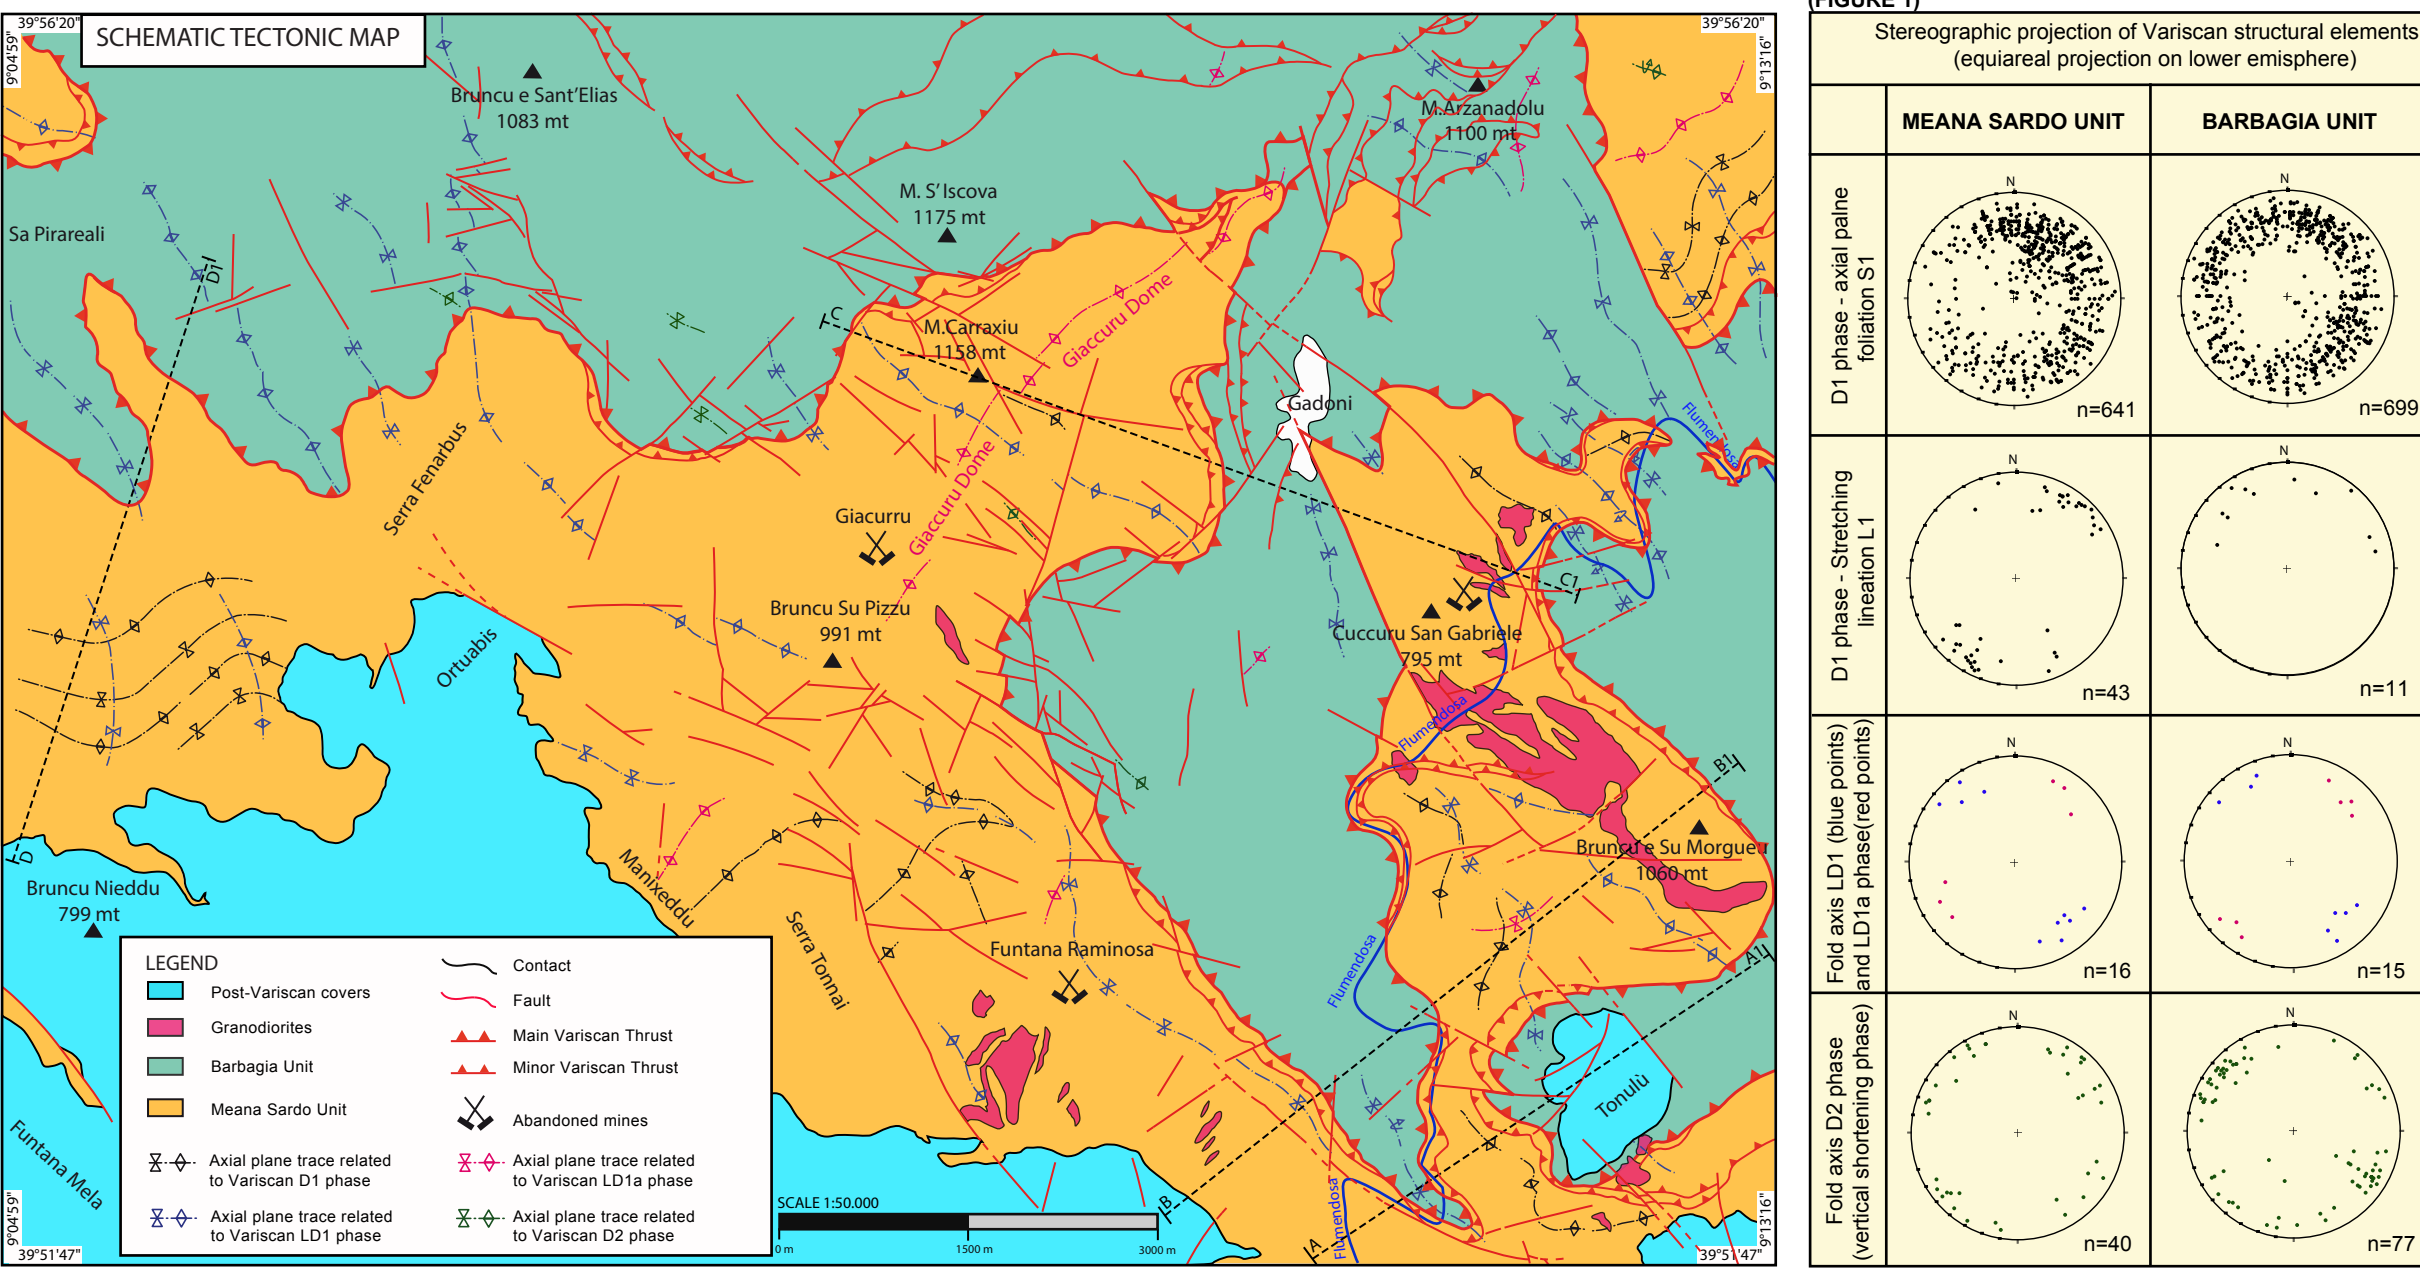 39°56'20"
9°04'59"
SCHEMATIC TECTONIC MAP
39°56'20"
9°13'16"
Bruncu e Sant'Elias
1083 mt
M.Arzanadolu
1100 mt
M. S'Iscova
1175 mt
Sa Pirareali
D1
C
M.Carraxiu
1158 mt
Giaccuru Dome
Gadoni
Flumendosa
Serra Fenarbus
Giaccuru Dome
Giacurru
C1
Bruncu Su Pizzu
991 mt
Cuccuru San Gabriele
795 mt
Ortuabis
Flumendosa
B1
D
Bruncu Nieddu
799 mt
Manixeddu
Serra Tonnai
Funtana Raminosa
Bruncu e Su Morgueu
1060 mt
Flumendosa
A1
Tonulù
Funtana Mela
Flumendosa
B
A
LEGEND
Post-Variscan covers
Granodiorites
Barbagia Unit
Meana Sardo Unit
Axial plane trace related
to Variscan D1 phase
Axial plane trace related
to Variscan LD1 phase
Contact
Fault
Main Variscan Thrust
Minor Variscan Thrust
Abandoned mines
Axial plane trace related
to Variscan LD1a phase
Axial plane trace related
to Variscan D2 phase
SCALE 1:50.000
0 m
1500 m
3000 m
9°04'59"
39°51'47"
9°13'16"
39°51'47"
(FIGURE 1)
Stereographic projection of Variscan structural elements
(equiareal projection on lower emisphere)
MEANA SARDO UNIT
BARBAGIA UNIT
D1 phase - axial palne
foliation S1
N
n=641
N
n=699
D1 phase - Stretching
lineation L1
N
n=43
N
n=11
Fold axis LD1 (blue points)
and LD1a phase(red points)
N
n=16
N
n=15
Fold axis D2 phase
(vertical shortening phase)
N
n=40
N
n=77